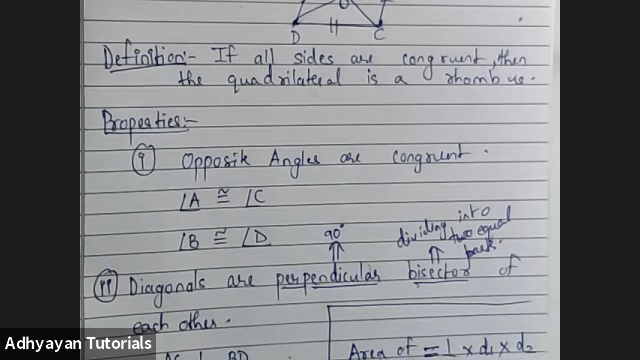 D
C
Definition:- If all sides are congruent, then
the quadrilateral is a rhombus.
Properties:-
(i) Opposite Angles are congruent.
∠A ≅ ∠C
∠B ≅ ∠D
90°
dividing into
two equal
parts.
(ii) Diagonals are perpendicular bisector of
each other.
Area of = 1 × d1 × d2
Adhyayan Tutorials